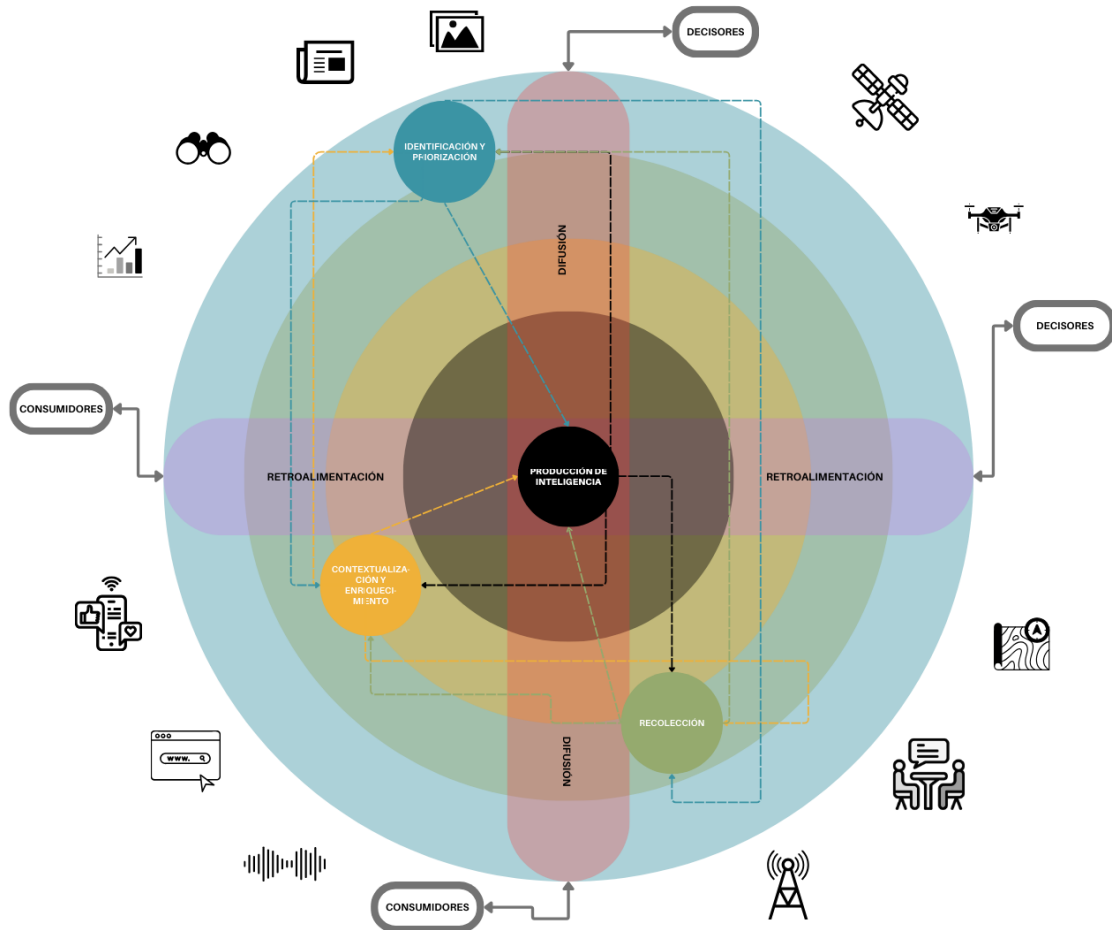 DECISORES
IDENTIFICACIÓN Y
PRIORIZACIÓN
DIFUSIÓN
DECISORES
CONSUMIDORES
RETROALIMENTACIÓN
PRODUCCIÓN DE
INTELIGENCIA
RETROALIMENTACIÓN
CONTEXTUALIZA-
CIÓN Y
ENRIQUECI-
MIENTO
RECOLECCIÓN
DIFUSIÓN
www.
CONSUMIDORES